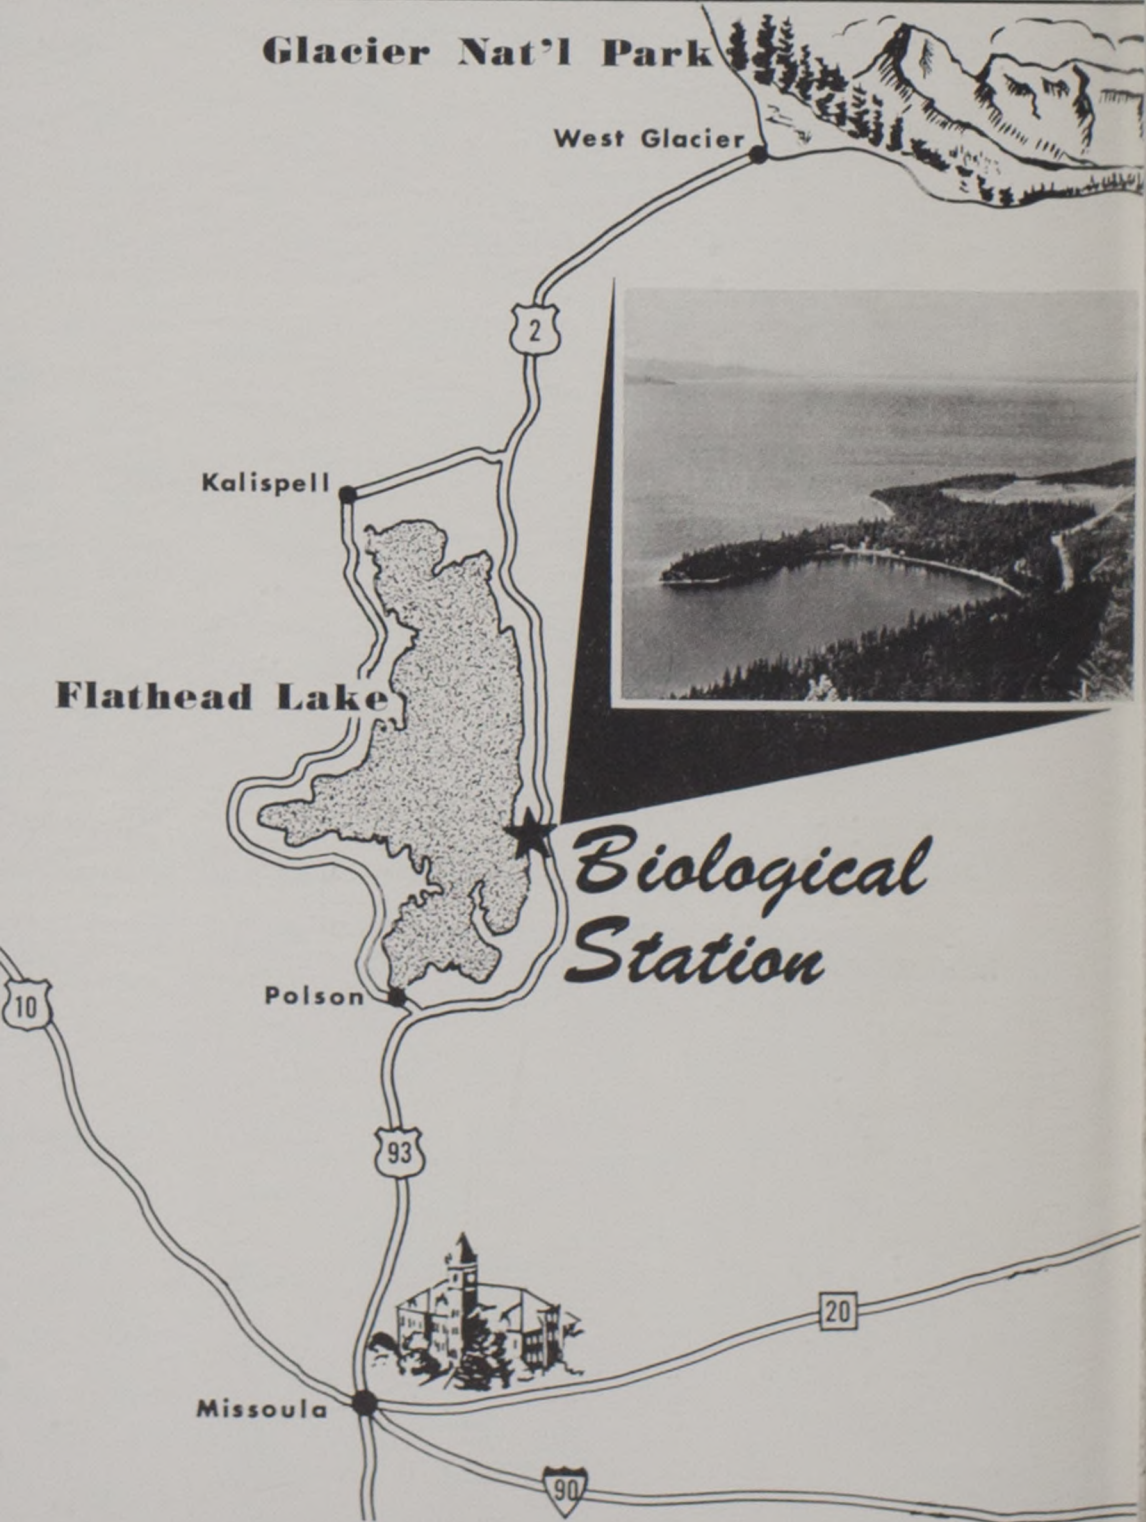 Glacier Nat'l Park
West Glacier
2
Kalispell
Flathead Lake
Biological
Station
Polson
10
93
20
Missoula
90